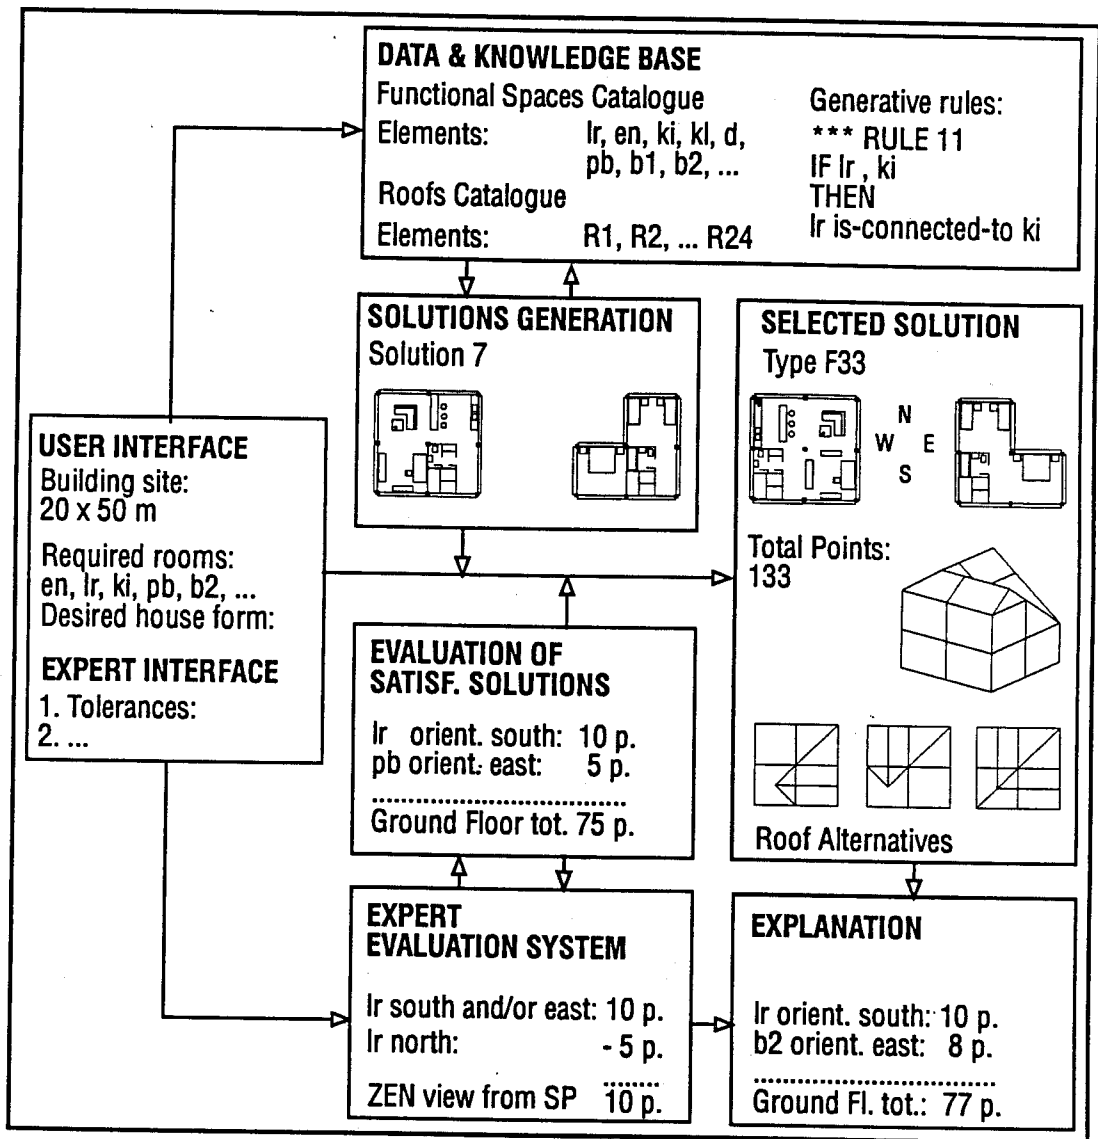 DATA & KNOWLEDGE BASE
Functional Spaces Catalogue
Elements: lr, en, ki, kl, d,
pb, b1, b2, ...
Roofs Catalogue
Elements: R1, R2, ... R24
Generative rules:
*** RULE 11
IF lr , ki
THEN
lr is-connected-to ki
SOLUTIONS GENERATION
Solution 7
SELECTED SOLUTION
Type F33
N
W E
S
Total Points:
133
Roof Alternatives
USER INTERFACE
Building site:
20 x 50 m
Required rooms:
en, lr, ki, pb, b2, ...
Desired house form:
EXPERT INTERFACE
1. Tolerances:
2. ...
EVALUATION OF
SATISF. SOLUTIONS
lr orient. south: 10 p.
pb orient. east: 5 p.
Ground Floor tot. 75 p.
EXPERT
EVALUATION SYSTEM
lr south and/or east: 10 p.
lr north: - 5 p.
ZEN view from SP 10 p.
EXPLANATION
lr orient. south: 10 p.
b2 orient. east: 8 p.
Ground Fl. tot.: 77 p.